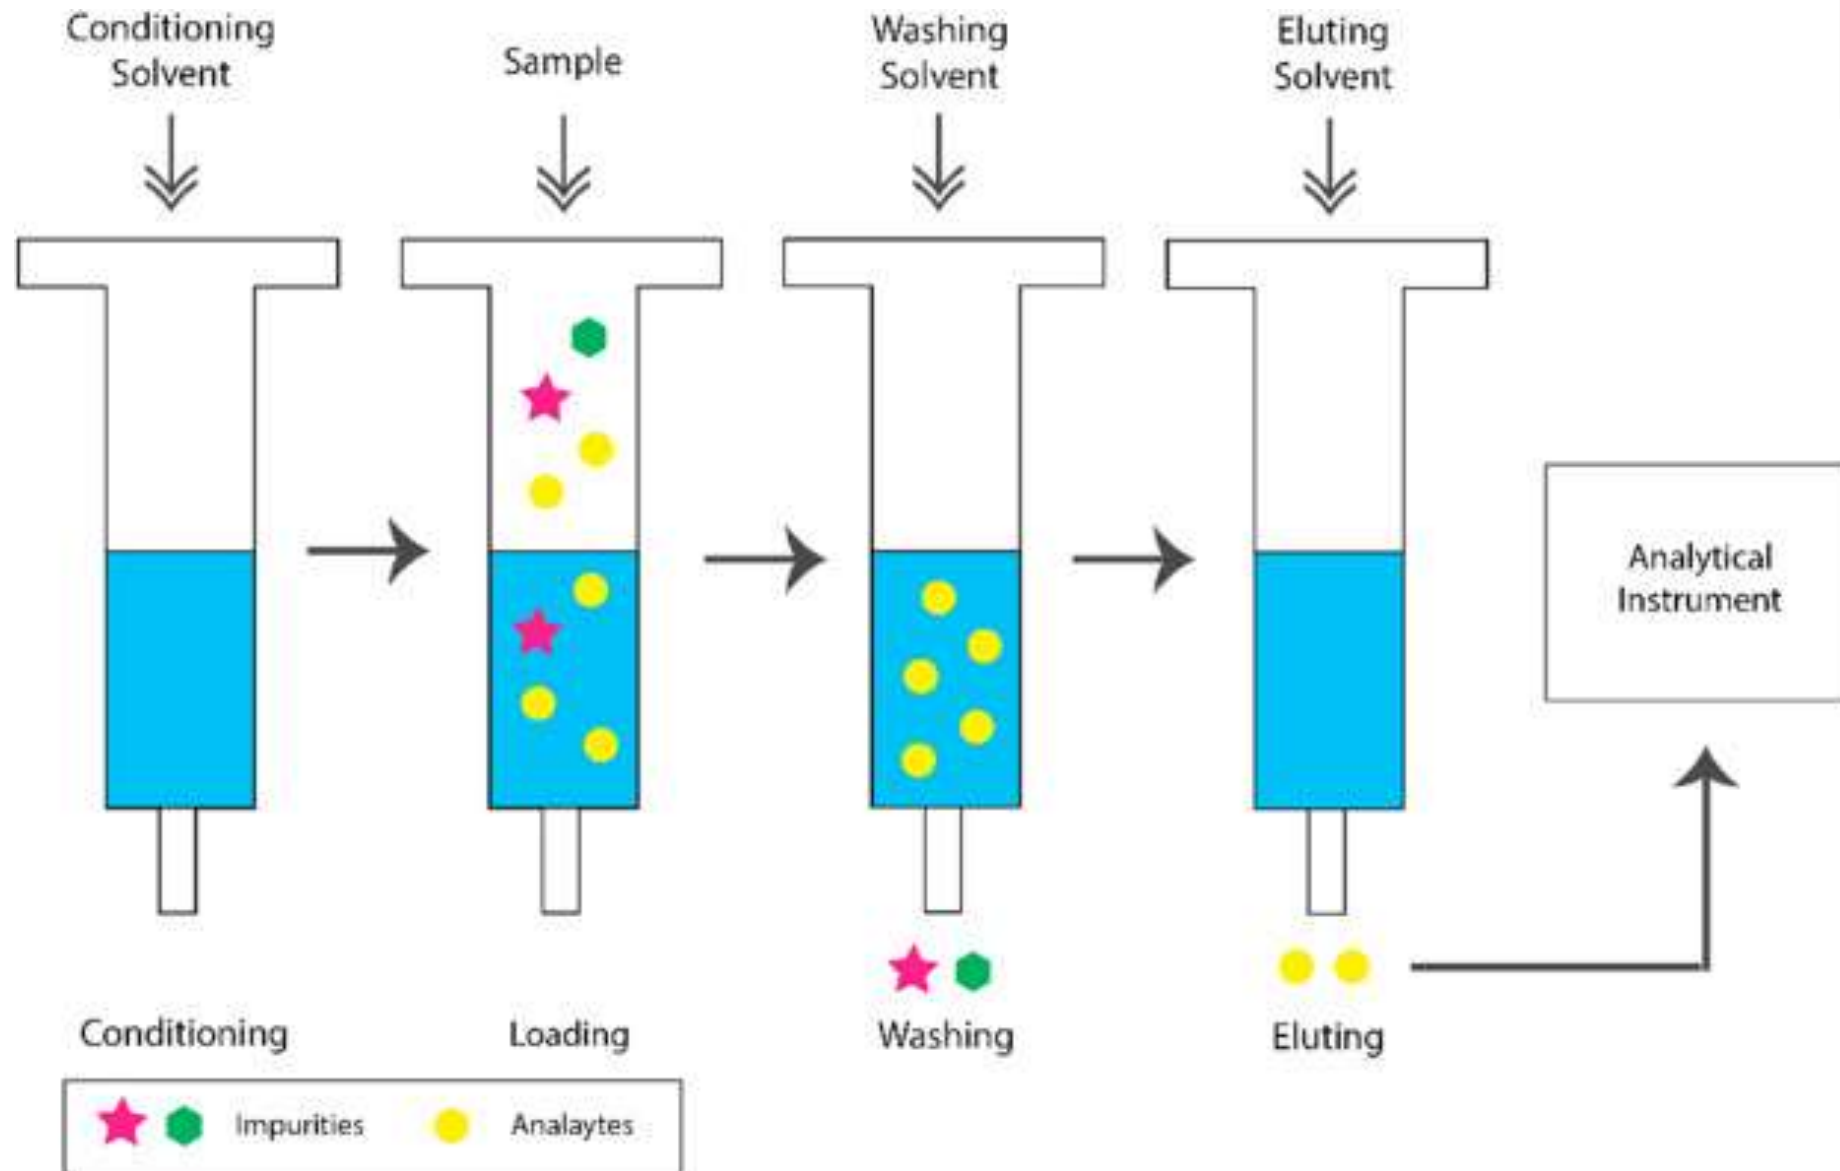 Conditioning
Solvent
Sample
Washing
Solvent
Eluting
Solvent
Analytical
Instrument
Conditioning
Loading
Washing
Eluting
Impurities
Analaytes